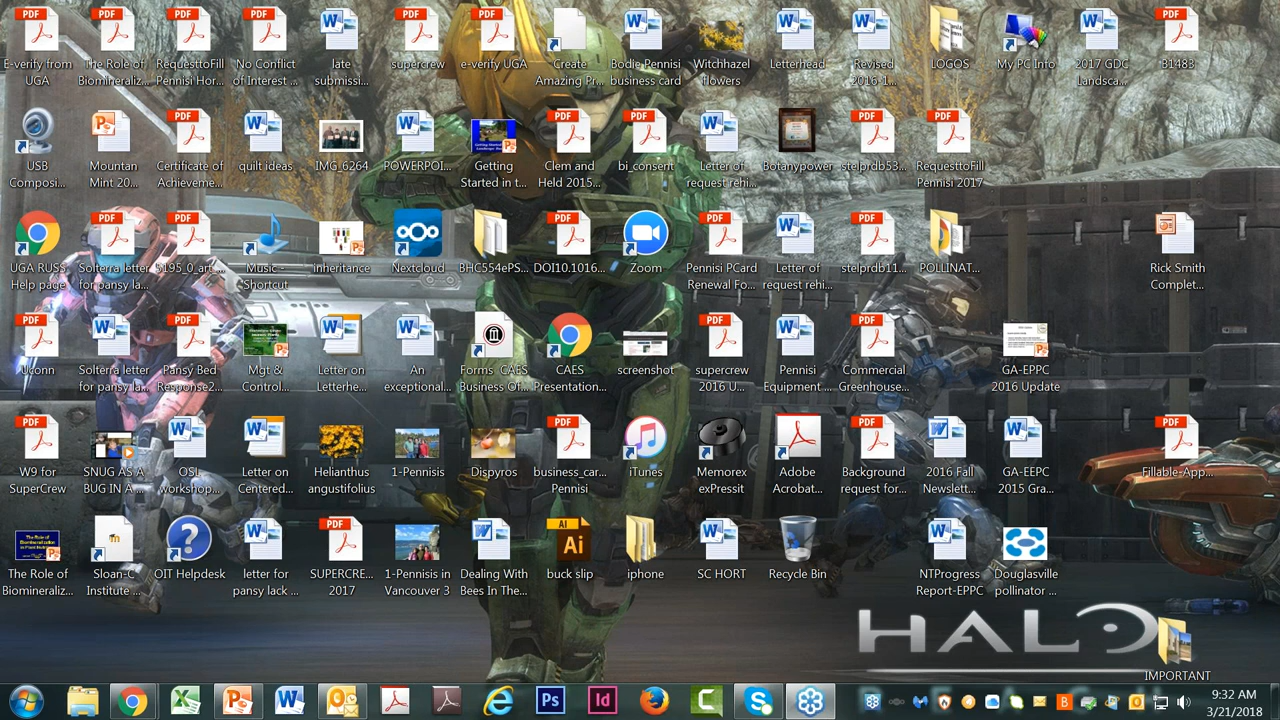 E-verify from
UGA
The Role of
Biomineraliz...
RequesttoFill
Pennisi Hor...
No Conflict
of Interest ...
late
submissi...
supercrew
e-verify UGA
Create
Amazing Pr...
Bodie Pennisi
business card
Witchhazel
flowers
Letterhead
Revised
2016-1...
LOGOS
My PC Info
2017 GDC
Landsca...
B1483
USB
Composi...
Mountan
Mint 20...
Certificate of
Achieveme...
quilt ideas
IMG_6264
POWERPOI...
Getting
Started in t...
Clem and
Held 2015...
bi_consent
Letter of
request rehi...
Botanypower
stelprdb53...
RequesttoFill
Pennisi 2017
UGA RUSS
Help page
Solterra letter
for pansy la...
5195_0_art...
Music -
Shortcut
inheritance
Nextcloud
BHC554ePS...
DOI10.1016...
Zoom
Pennisi PCard
Renewal Fo...
Letter of
request rehi...
stelprdb11...
POLLINAT...
Rick Smith
Complet...
Uconn
Solterra letter
for pansy la...
Pansy Bed
Response2...
Mgt &
Control...
Letter on
Letterhe...
An
exceptional...
Forms  CAES
Business Of...
CAES
Presentation...
screenshot
supercrew
2016 U...
Pennisi
Equipment ...
Commercial
Greenhouse...
GA-EPPC
2016 Update
W9 for
SuperCrew
SNUG AS A
BUG IN A ...
OSL
workshop...
Letter on
Centered...
Helianthus
angustifolius
1-Pennisis
Dispyros
business_car...
Pennisi
iTunes
Memorex
exPressit
Adobe
Acrobat...
Background
request for...
2016 Fall
Newslett...
GA-EEPC
2015 Gra...
Fillable-App...
The Role of
Biomineraliz...
Sloan-C
Institute ...
OIT Helpdesk
letter for
pansy lack ...
SUPERCRE...
2017
1-Pennisis in
Vancouver 3
Dealing With
Bees In The...
buck slip
iphone
SC HORT
Recycle Bin
NTProgress
Report-EPPC
Douglasville
pollinator ...
HALO
IMPORTANT
9:32 AM
3/21/2018